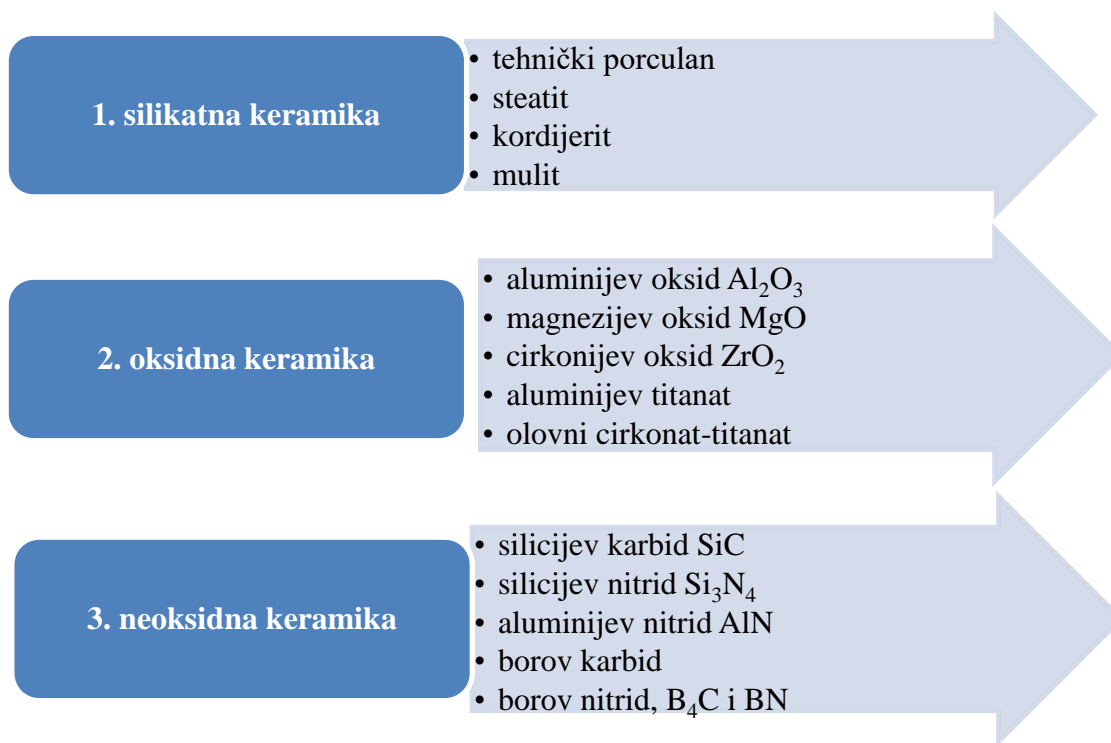 1. silikatna keramika
• tehnički porculan
• steatit
• kordijerit
• mulit
2. oksidna keramika
• aluminijev oksid Al₂O₃
• magnezijev oksid MgO
• cirkonijev oksid ZrO₂
• aluminijev titanat
• olovni cirkonat-titanat
3. neoksidna keramika
• silicijev karbid SiC
• silicijev nitrid Si₃N₄
• aluminijev nitrid AlN
• borov karbid
• borov nitrid, B₄C i BN